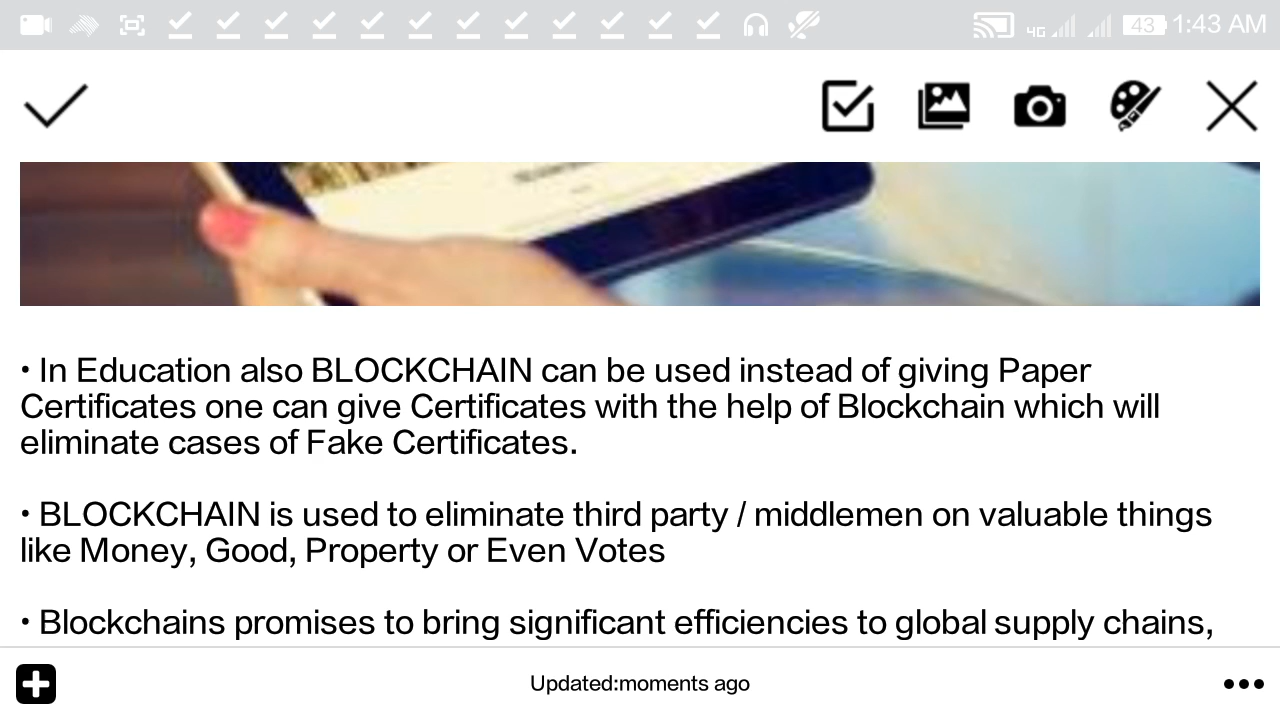 4G 43 1:43 AM
• In Education also BLOCKCHAIN can be used instead of giving Paper
Certificates one can give Certificates with the help of Blockchain which will
eliminate cases of Fake Certificates.
• BLOCKCHAIN is used to eliminate third party / middlemen on valuable things
like Money, Good, Property or Even Votes
• Blockchains promises to bring significant efficiencies to global supply chains,
Updated:moments ago